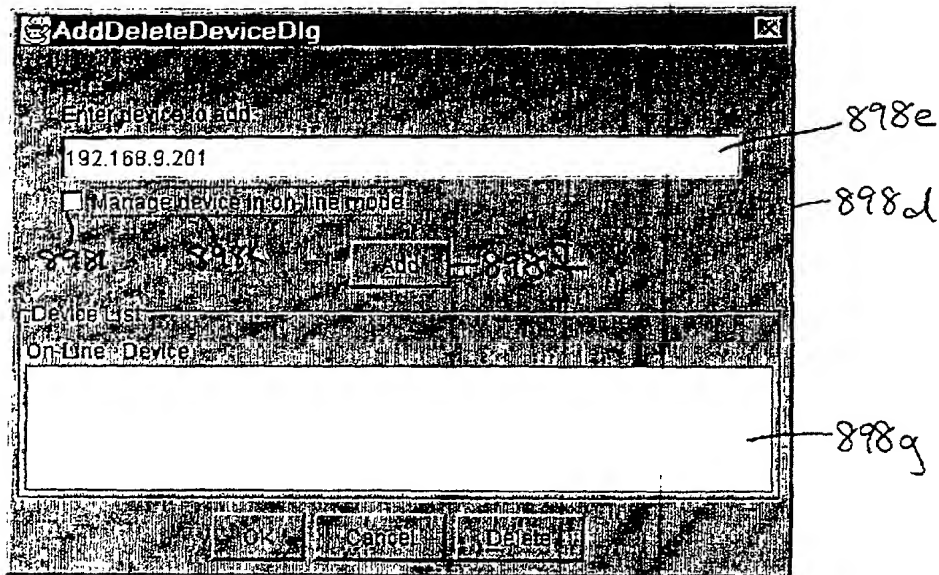 AddDeleteDeviceDlg
Enter device to add:
898e
192.168.9.201
Manage device in on-line mode
898d
Add
Device List
On-Line Device
898g
OK Cancel Delete